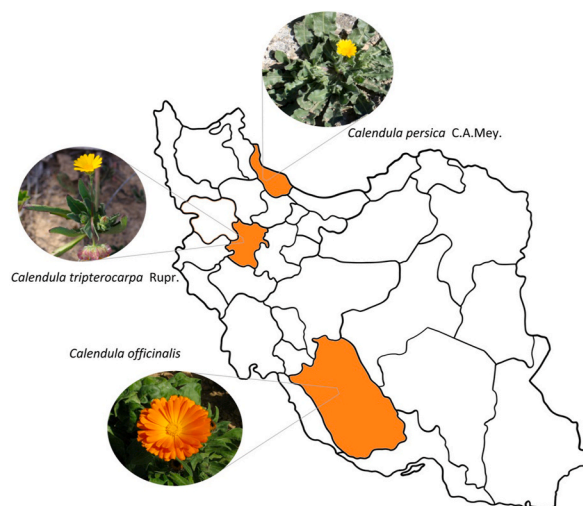 Calendula persica C.A.Mey.
Calendula tripterocarpa Rupr.
Calendula officinalis